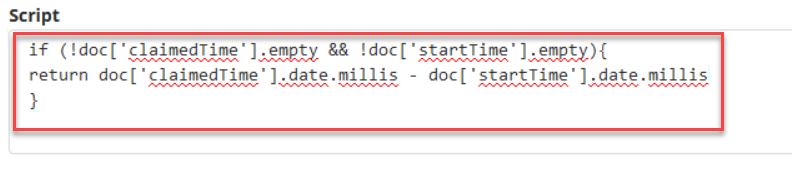 Script
if (!doc['claimedTime'].empty && !doc['startTime'].empty){
return doc['claimedTime'].date.millis - doc['startTime'].date.millis
}